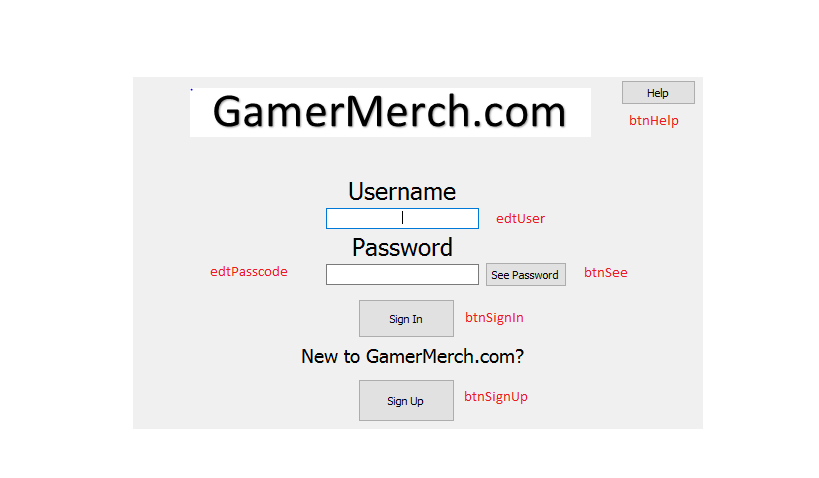 GamerMerch.com
Help
btnHelp
Username
edtUser
Password
edtPasscode
See Password
btnSee
Sign In
btnSignIn
New to GamerMerch.com?
Sign Up
btnSignUp